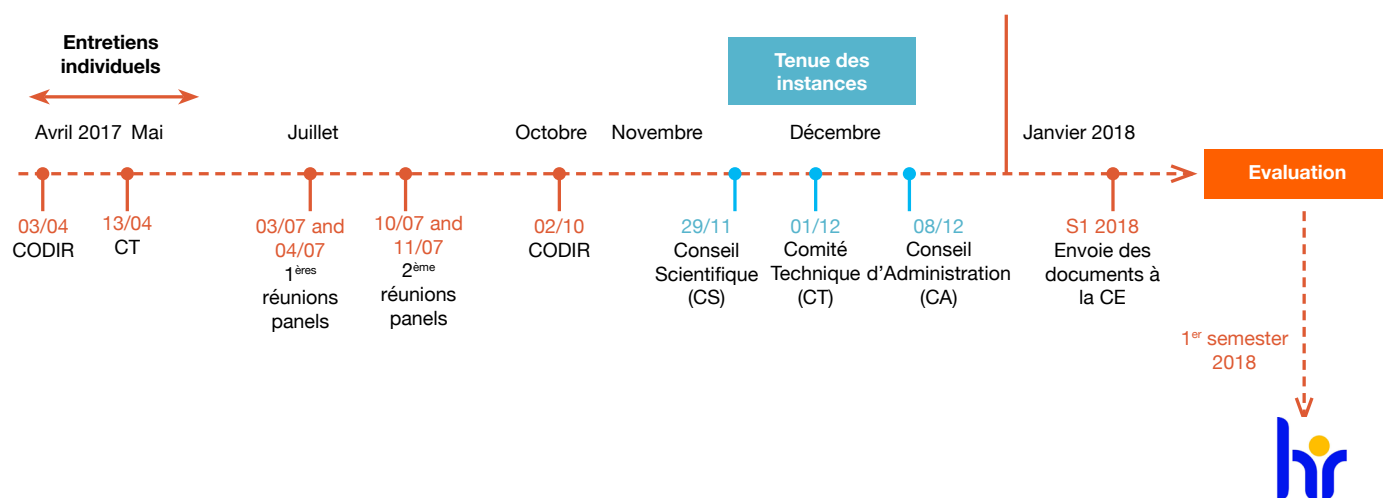 Entretiens
individuels
Tenue des
instances
Avril 2017 Mai
Juillet
Octobre
Novembre
Décembre
Janvier 2018
Evaluation
03/04
CODIR
13/04
CT
03/07 and
04/07
1ères
réunions
panels
10/07 and
11/07
2ème
réunions
panels
02/10
CODIR
29/11
Conseil
Scientifique
(CS)
01/12
Comité
Technique
(CT)
08/12
Conseil
d’Administration
(CA)
S1 2018
Envoie des
documents à
la CE
1er semester
2018
hr